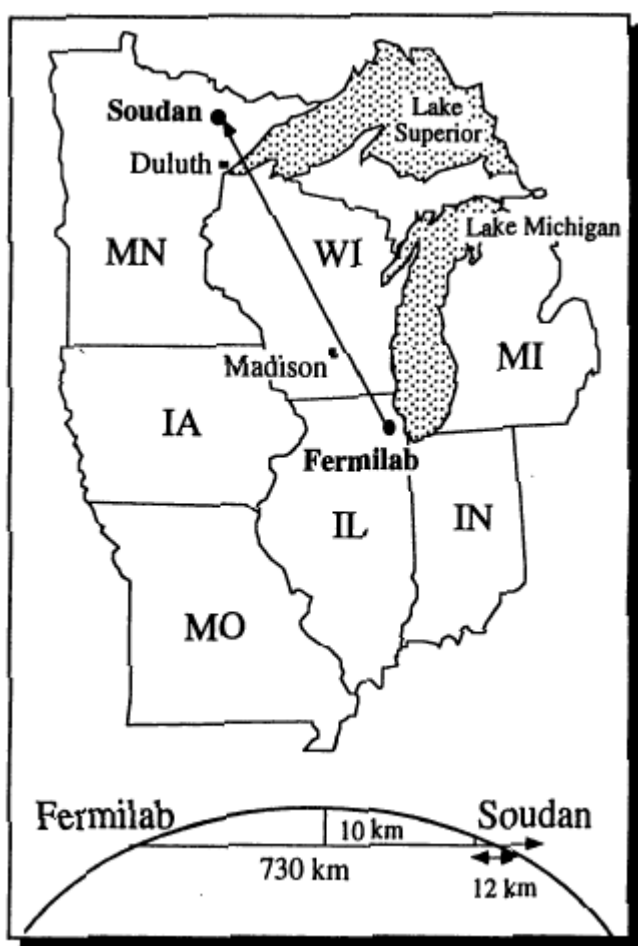 Lake
Superior
Soudan
Duluth
Lake Michigan
MN
WI
Madison
MI
IA
Fermilab
IL
IN
MO
Fermilab
Soudan
10 km
730 km
12 km